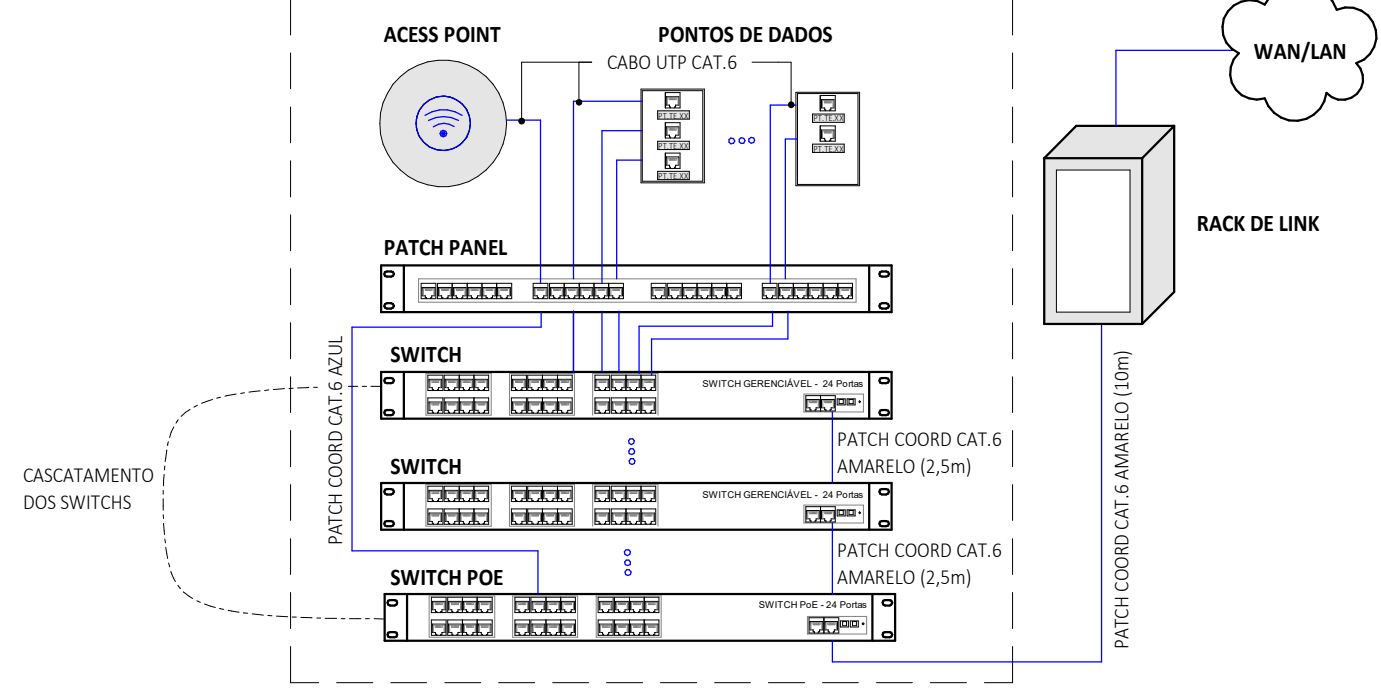 ACESS POINT
PONTOS DE DADOS
CABO UTP CAT.6
WAN/LAN
PT.TE.XX
PT.TE.XX
PT.TE.XX
PT.TE.XX
PT.TE.XX
RACK DE LINK
PATCH PANEL
SWITCH
SWITCH GERENCIÁVEL - 24 Portas
PATCH COORD CAT.6 AZUL
PATCH COORD CAT.6
AMARELO (2,5m)
PATCH COORD CAT.6 AMARELO (10m)
CASCATAMENTO
DOS SWITCHS
SWITCH
SWITCH GERENCIÁVEL - 24 Portas
PATCH COORD CAT.6
AMARELO (2,5m)
SWITCH POE
SWITCH PoE - 24 Portas